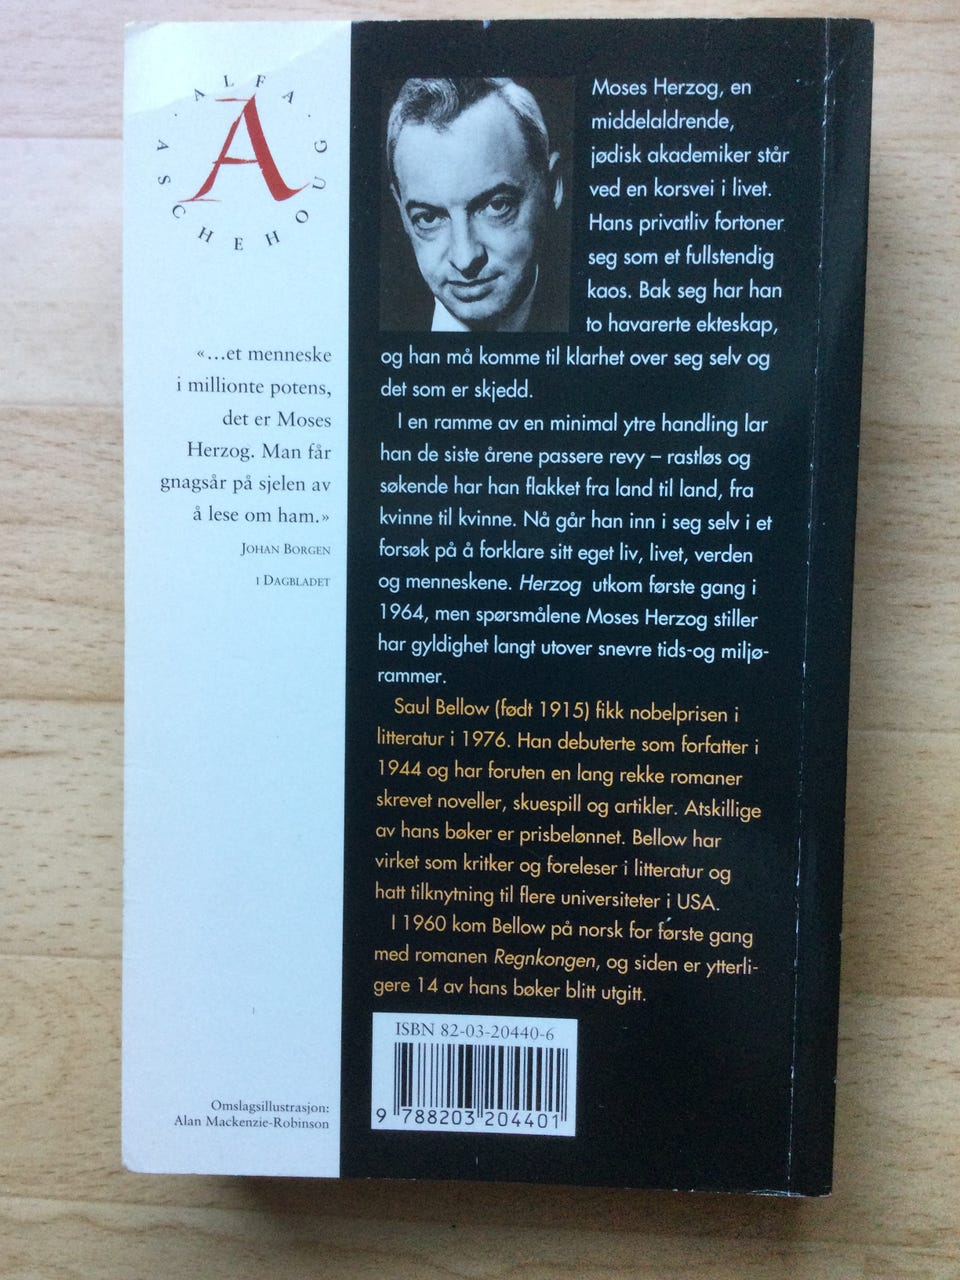 ALFA
A
ASCHEHOUG
«...et menneske
i millionte potens,
det er Moses
Herzog. Man får
gnagsår på sjelen av
å lese om ham.»
JOHAN BORGEN
I DAGBLADET
Omslagsillustrasjon:
Alan Mackenzie-Robinson
Moses Herzog, en
middelaldrende,
jødisk akademiker står
ved en korsvei i livet.
Hans privatliv fortoner
seg som et fullstendig
kaos. Bak seg har han
to havarerte ekteskap,
og han må komme til klarhet over seg selv og
det som er skjedd.
I en ramme av en minimal ytre handling lar
han de siste årene passere revy – rastløs og
søkende har han flakket fra land til land, fra
kvinne til kvinne. Nå går han inn i seg selv i et
forsøk på å forklare sitt eget liv, livet, verden
og menneskene. Herzog utkom første gang i
1964, men spørsmålene Moses Herzog stiller
har gyldighet langt utover snevre tids-og miljø-
rammer.
Saul Bellow (født 1915) fikk nobelprisen i
litteratur i 1976. Han debuterte som forfatter i
1944 og har foruten en lang rekke romaner
skrevet noveller, skuespill og artikler. Atskillige
av hans bøker er prisbelønnet. Bellow har
virket som kritker og foreleser i litteratur og
hatt tilknytning til flere universiteter i USA.
I 1960 kom Bellow på norsk for første gang
med romanen Regnkongen, og siden er ytterli-
gere 14 av hans bøker blitt utgitt.
ISBN 82-03-20440-6
9 788203 204401